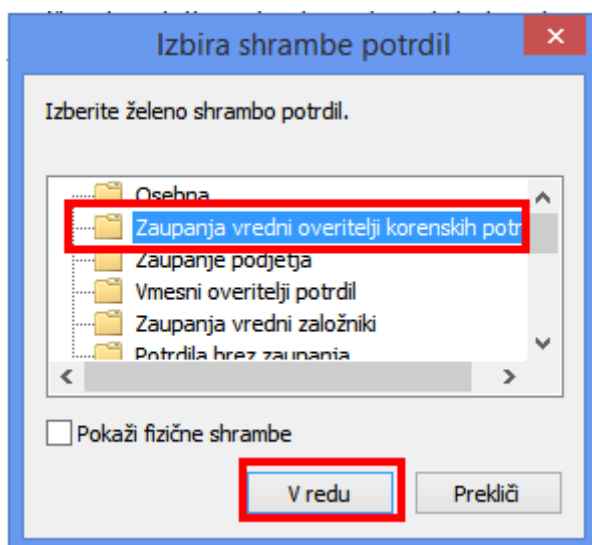 Izbira shrambe potrdil
Izberite želeno shrambo potrdil.
Osebna
Zaupanja vredni overitelji korenskih potr
Zaupanje podjetja
Vmesni overitelji potrdil
Zaupanja vredni založniki
Potrdila brez zaupanja
Pokaži fizične shrambe
V redu
Prekliči